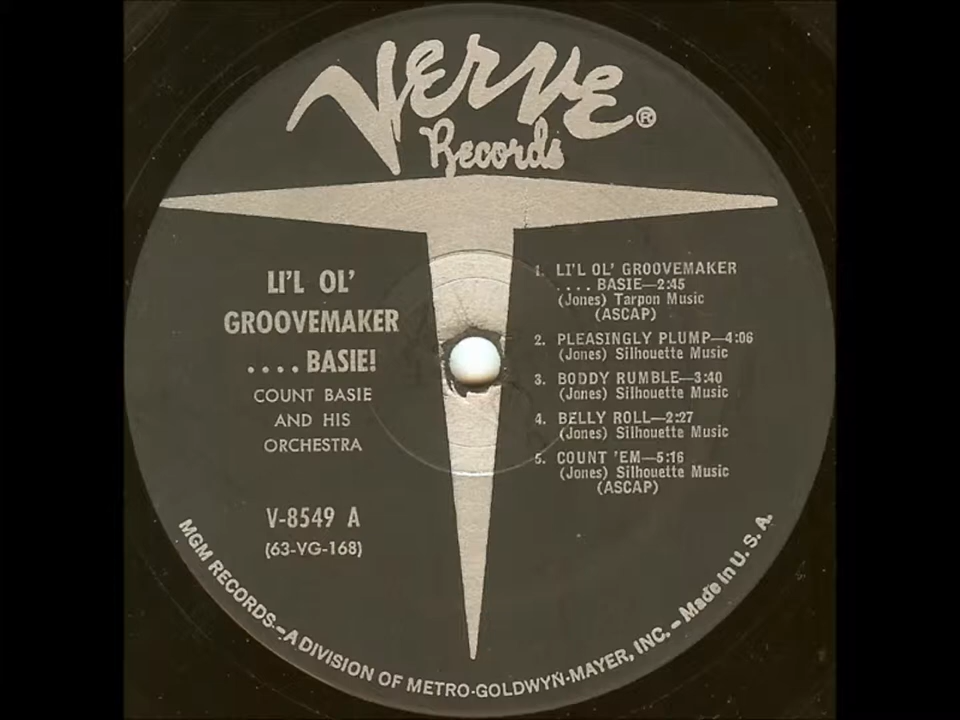 Verve®
Records
LI'L OL'
GROOVEMAKER
....BASIE!
COUNT BASIE
AND HIS
ORCHESTRA
V-8549 A
(63-VG-168)
1. LI'L OL' GROOVEMAKER
....BASIE—2:45
(Jones) Tarpon Music
(ASCAP)
2. PLEASINGLY PLUMP—4:06
(Jones) Silhouette Music
3. BODDY RUMBLE—3:40
(Jones) Silhouette Music
4. BELLY ROLL—2:27
(Jones) Silhouette Music
5. COUNT 'EM—5:16
(Jones) Silhouette Music
(ASCAP)
MGM RECORDS-A DIVISION OF METRO-GOLDWYN-MAYER, INC. - Made in U. S. A.